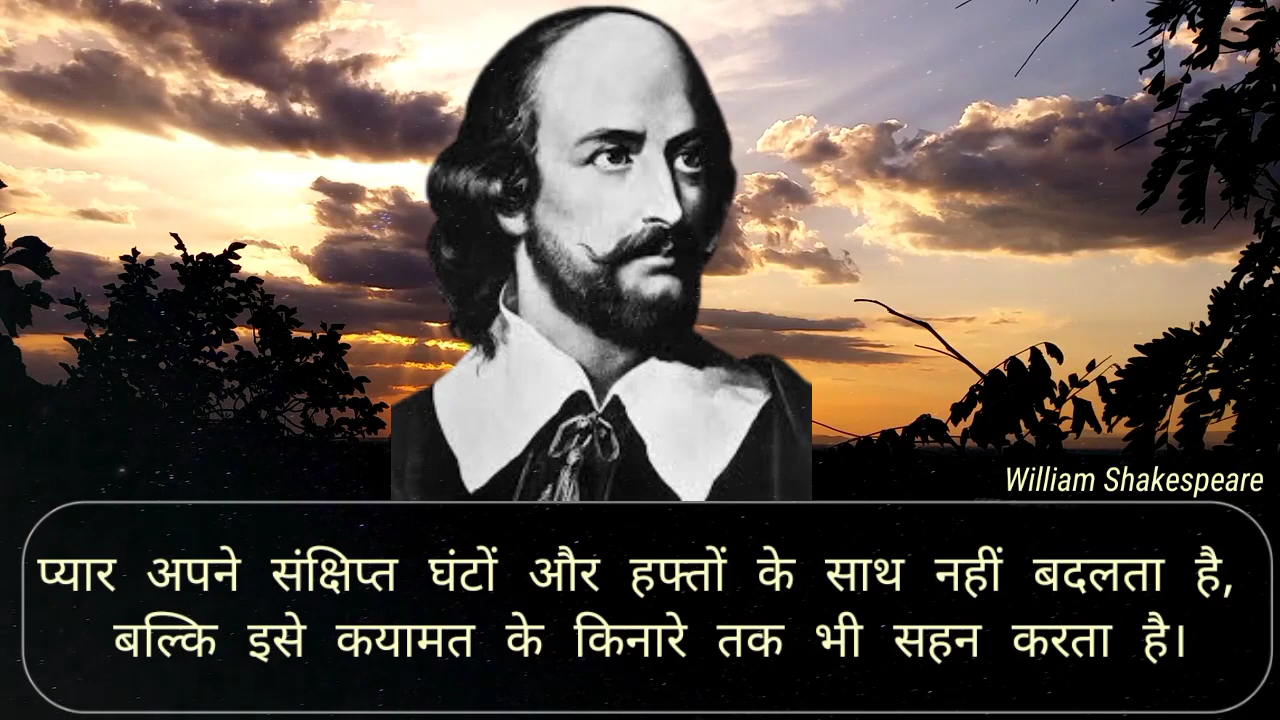 William Shakespeare
प्यार अपने संक्षिप्त घंटों और हफ्तों के साथ नहीं बदलता है,
बल्कि इसे कयामत के किनारे तक भी सहन करता है।